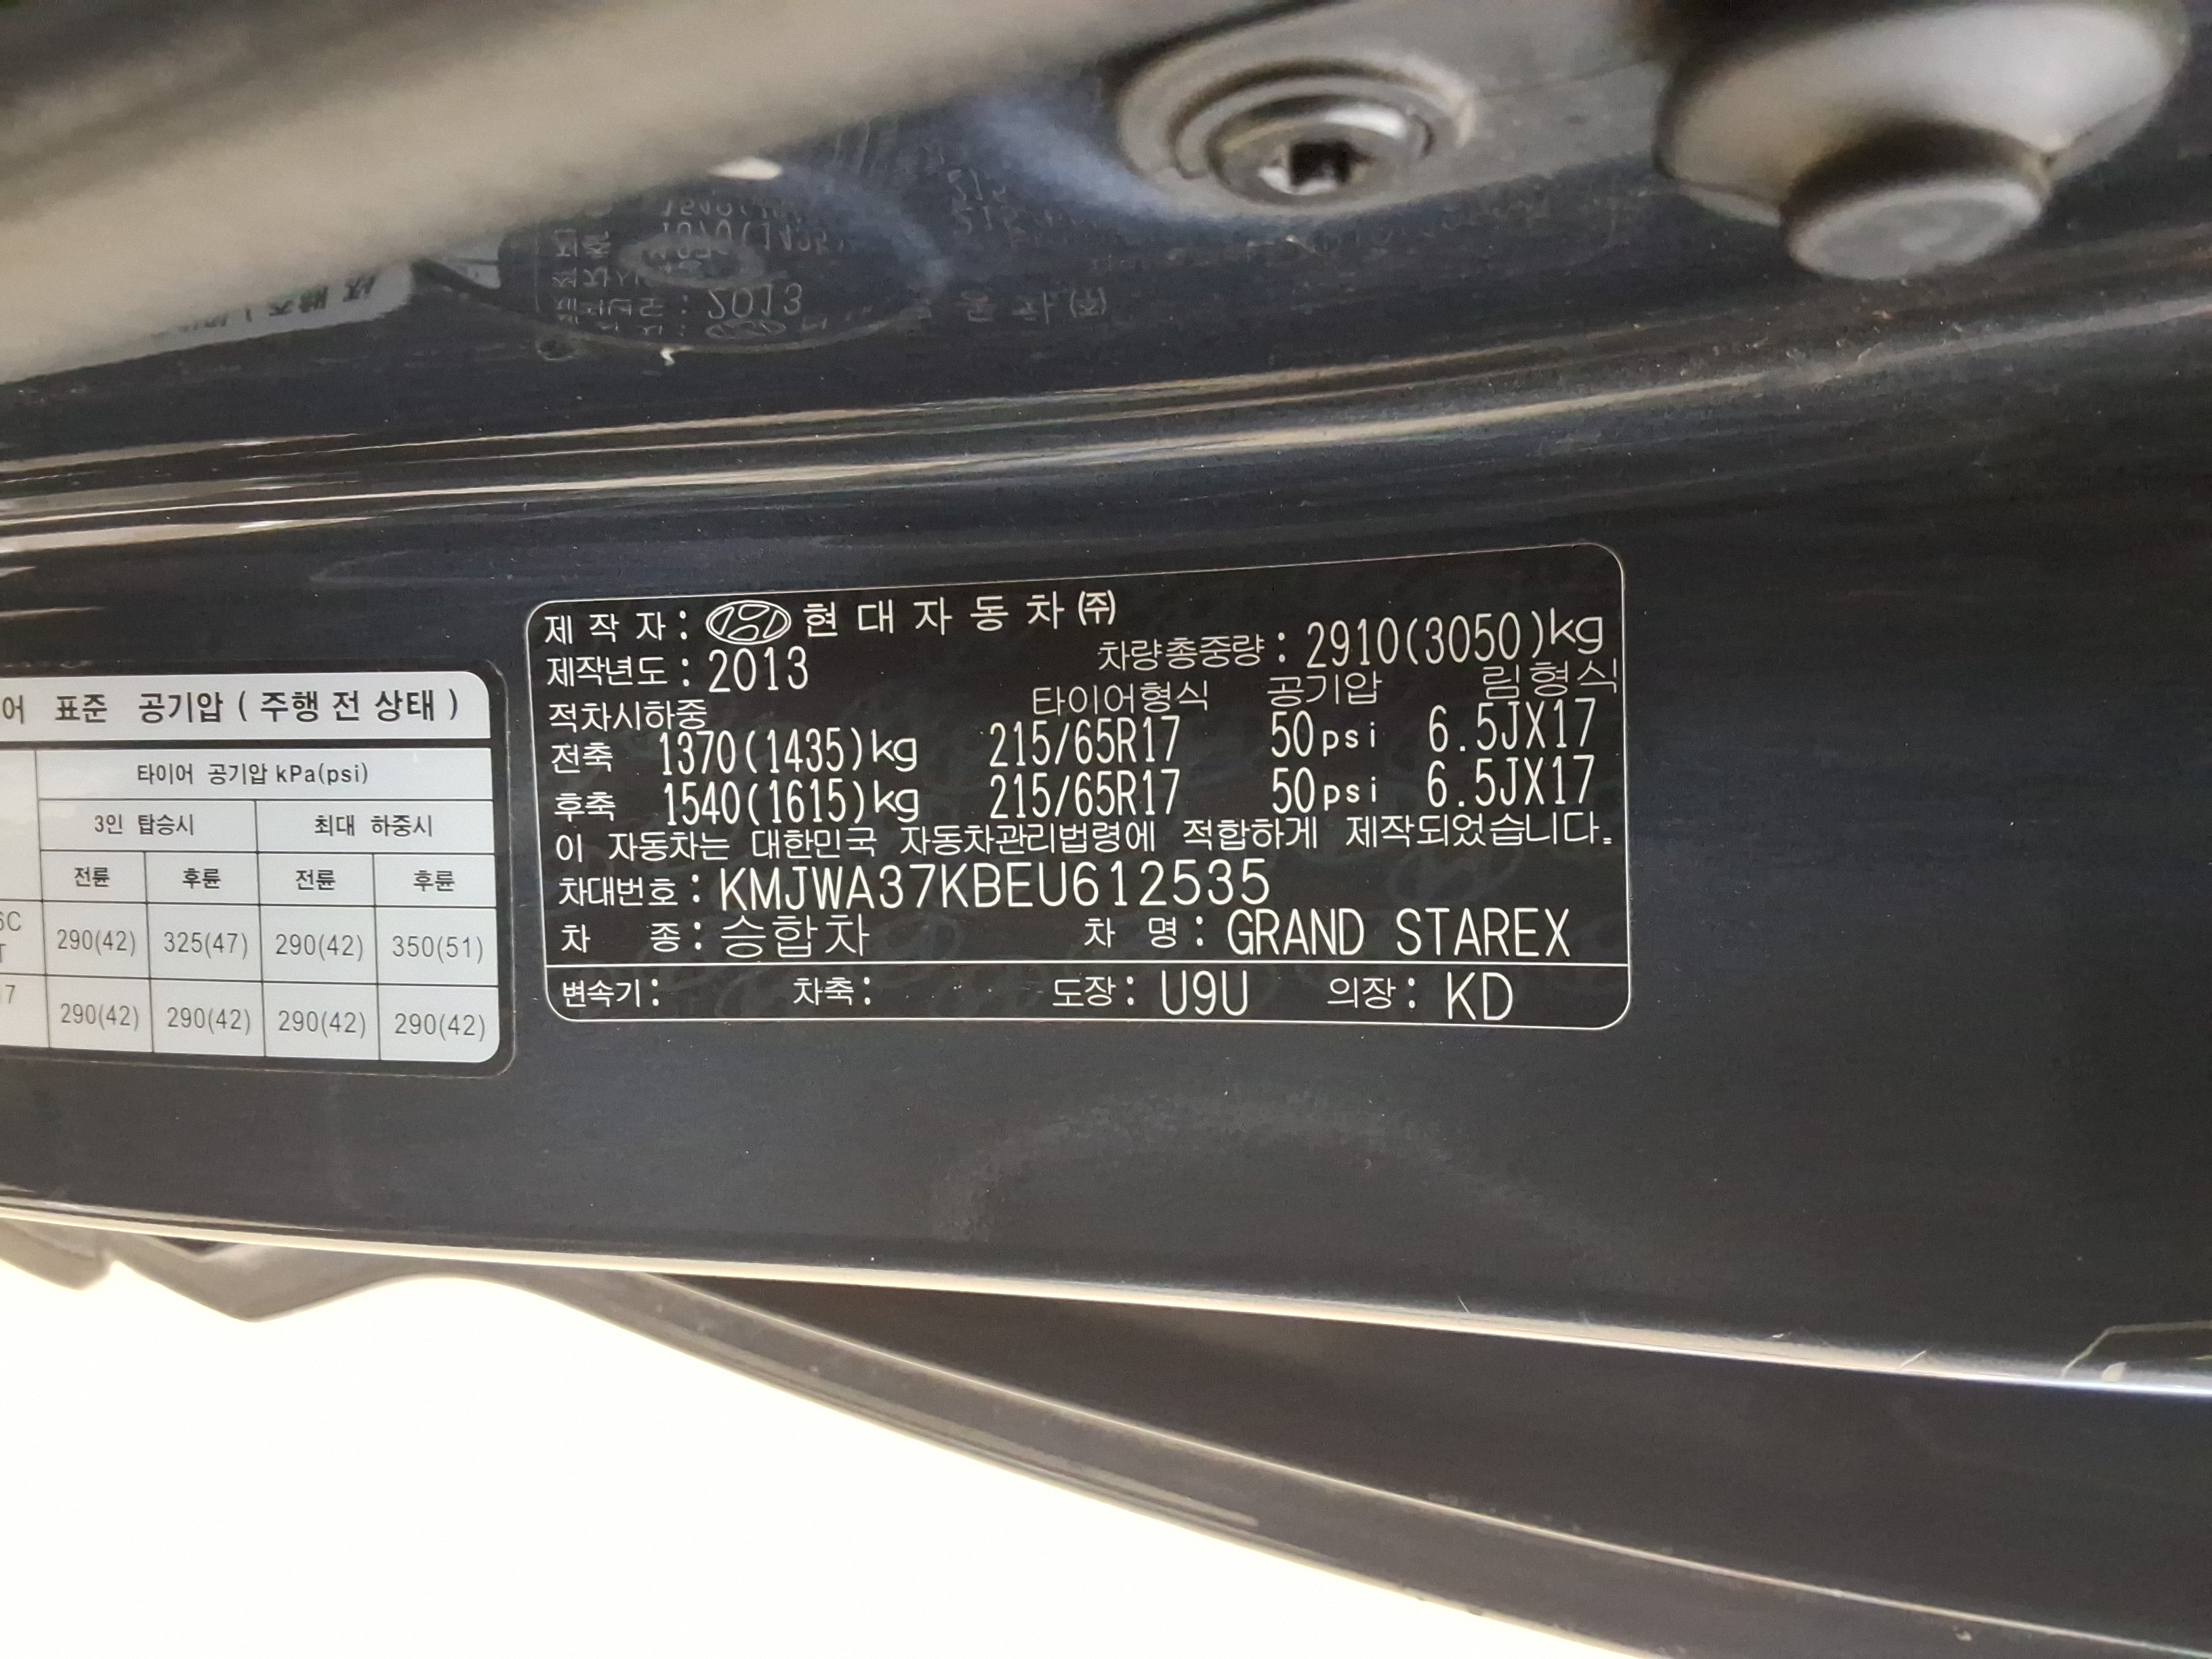 어 표준 공기압 ( 주행 전 상태 )
타이어 공기압 kPa(psi)
3인 탑승시 최대 하중시
전륜 후륜 전륜 후륜
6C
T 290(42) 325(47) 290(42) 350(51)
17 290(42) 290(42) 290(42) 290(42)
제 작 자 : 현 대 자 동 차 ㈜
제작년도 : 2013 차량총중량 : 2910(3050)kg
적차시하중 타이어형식 공기압 림형식
전축 1370(1435)kg 215/65R17 50psi 6.5JX17
후축 1540(1615)kg 215/65R17 50psi 6.5JX17
이 자동차는 대한민국 자동차관리법령에 적합하게 제작되었습니다.
차대번호 : KMJWA37KBEU612535
차 종 : 승합차 차 명 : GRAND STAREX
변속기 : 차축 : 도장 : U9U 의장 : KD